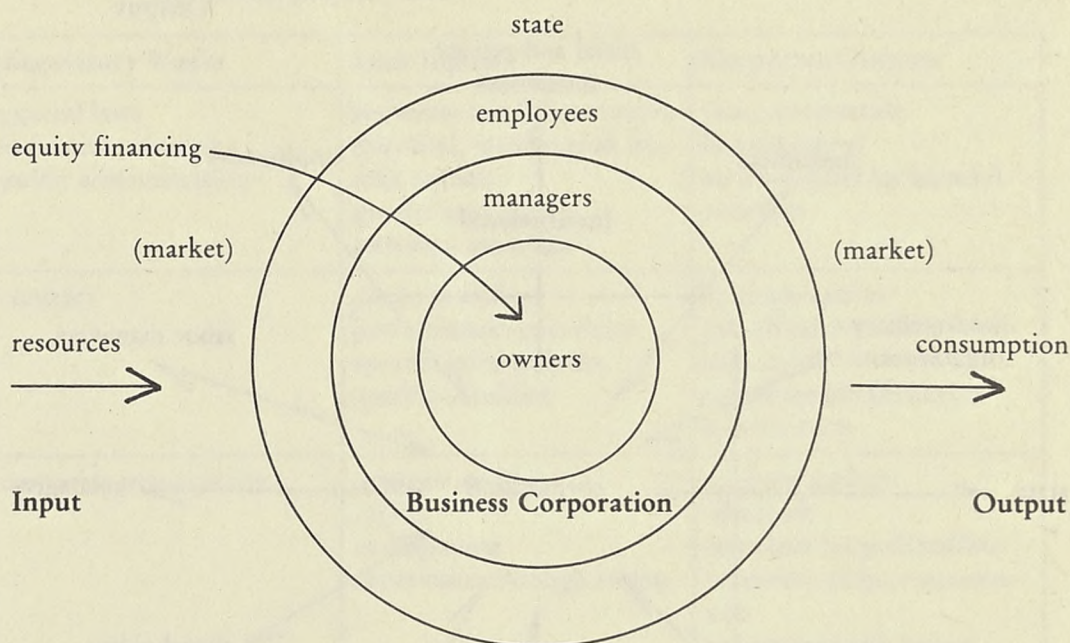 state
employees
equity financing
managers
(market)
(market)
resources
owners
consumption
Business Corporation
Input
Output